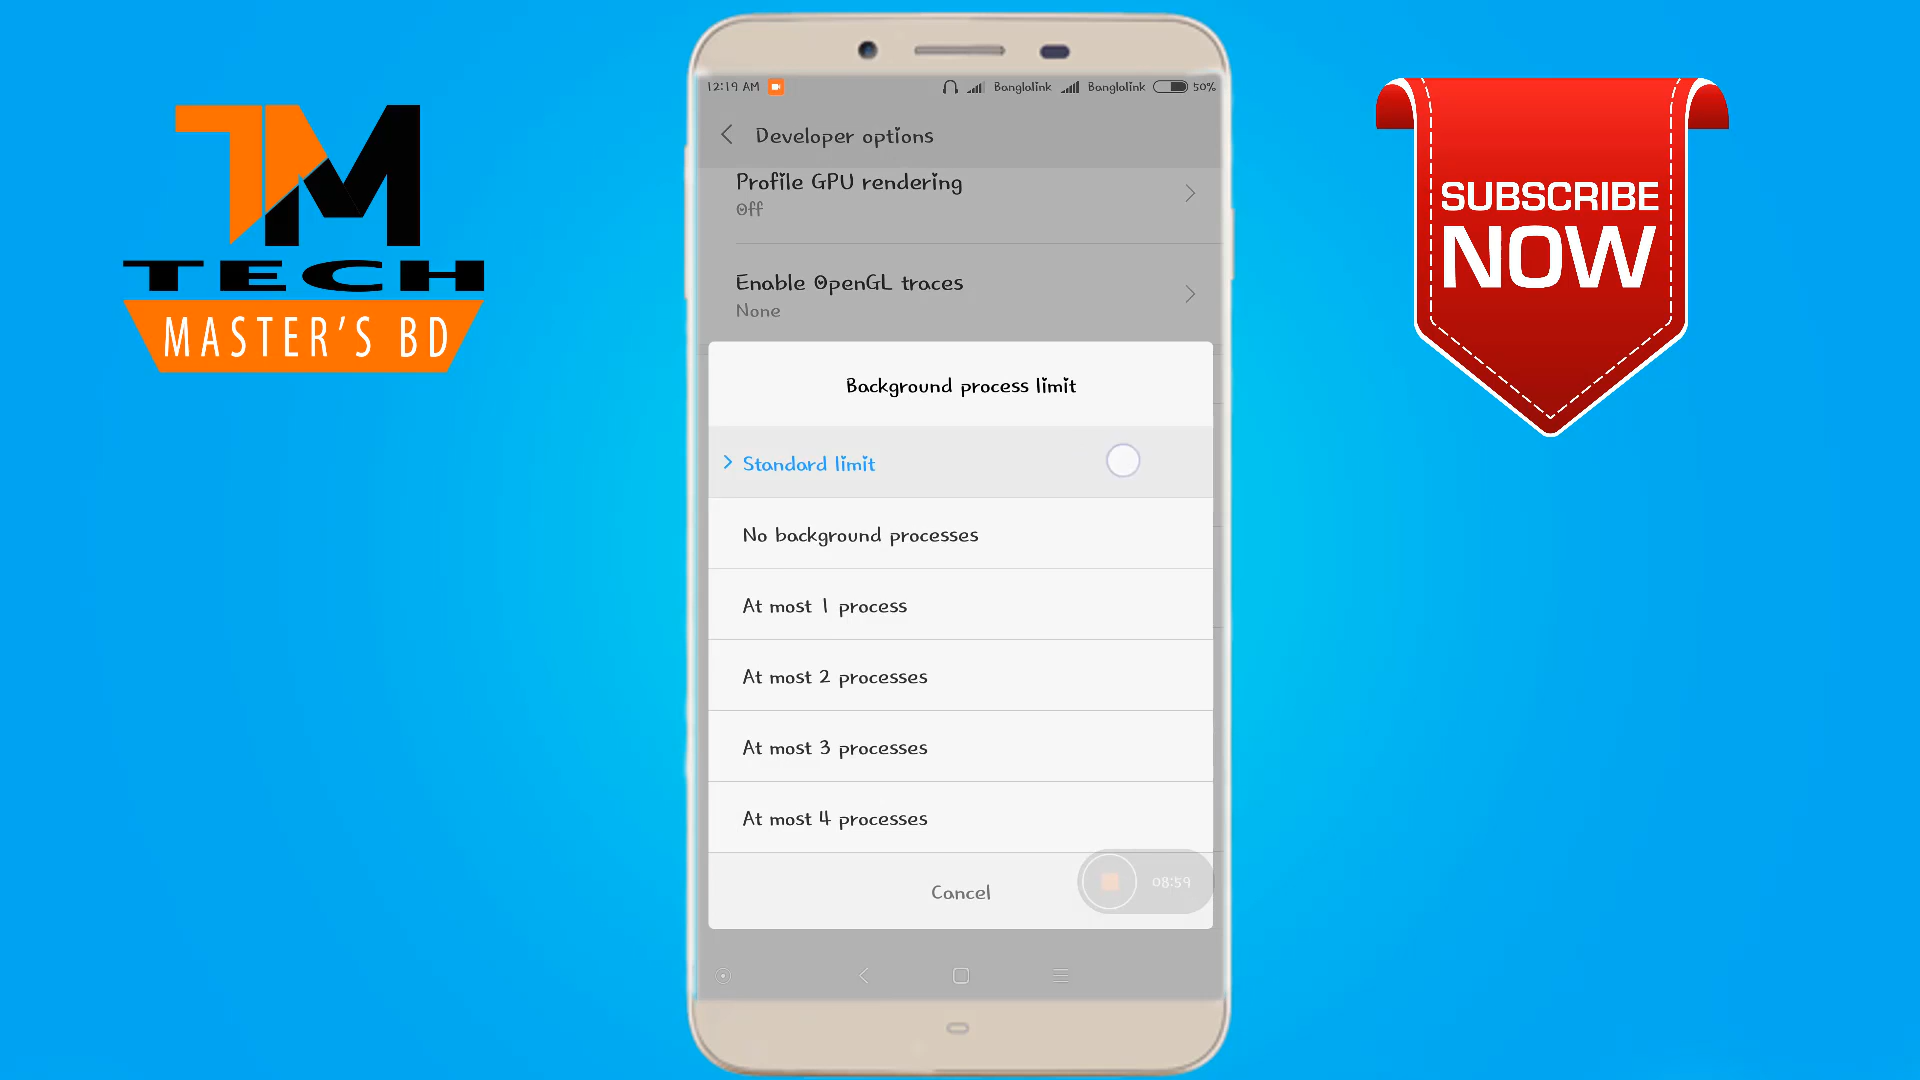 TM
TECH
MASTER'S BD
12:19 AM Banglalink Banglalink 50%
Developer options
Profile GPU rendering
Off
Enable OpenGL traces
None
Background process limit
Standard limit
No background processes
At most 1 process
At most 2 processes
At most 3 processes
At most 4 processes
Cancel
08:59
SUBSCRIBE
NOW